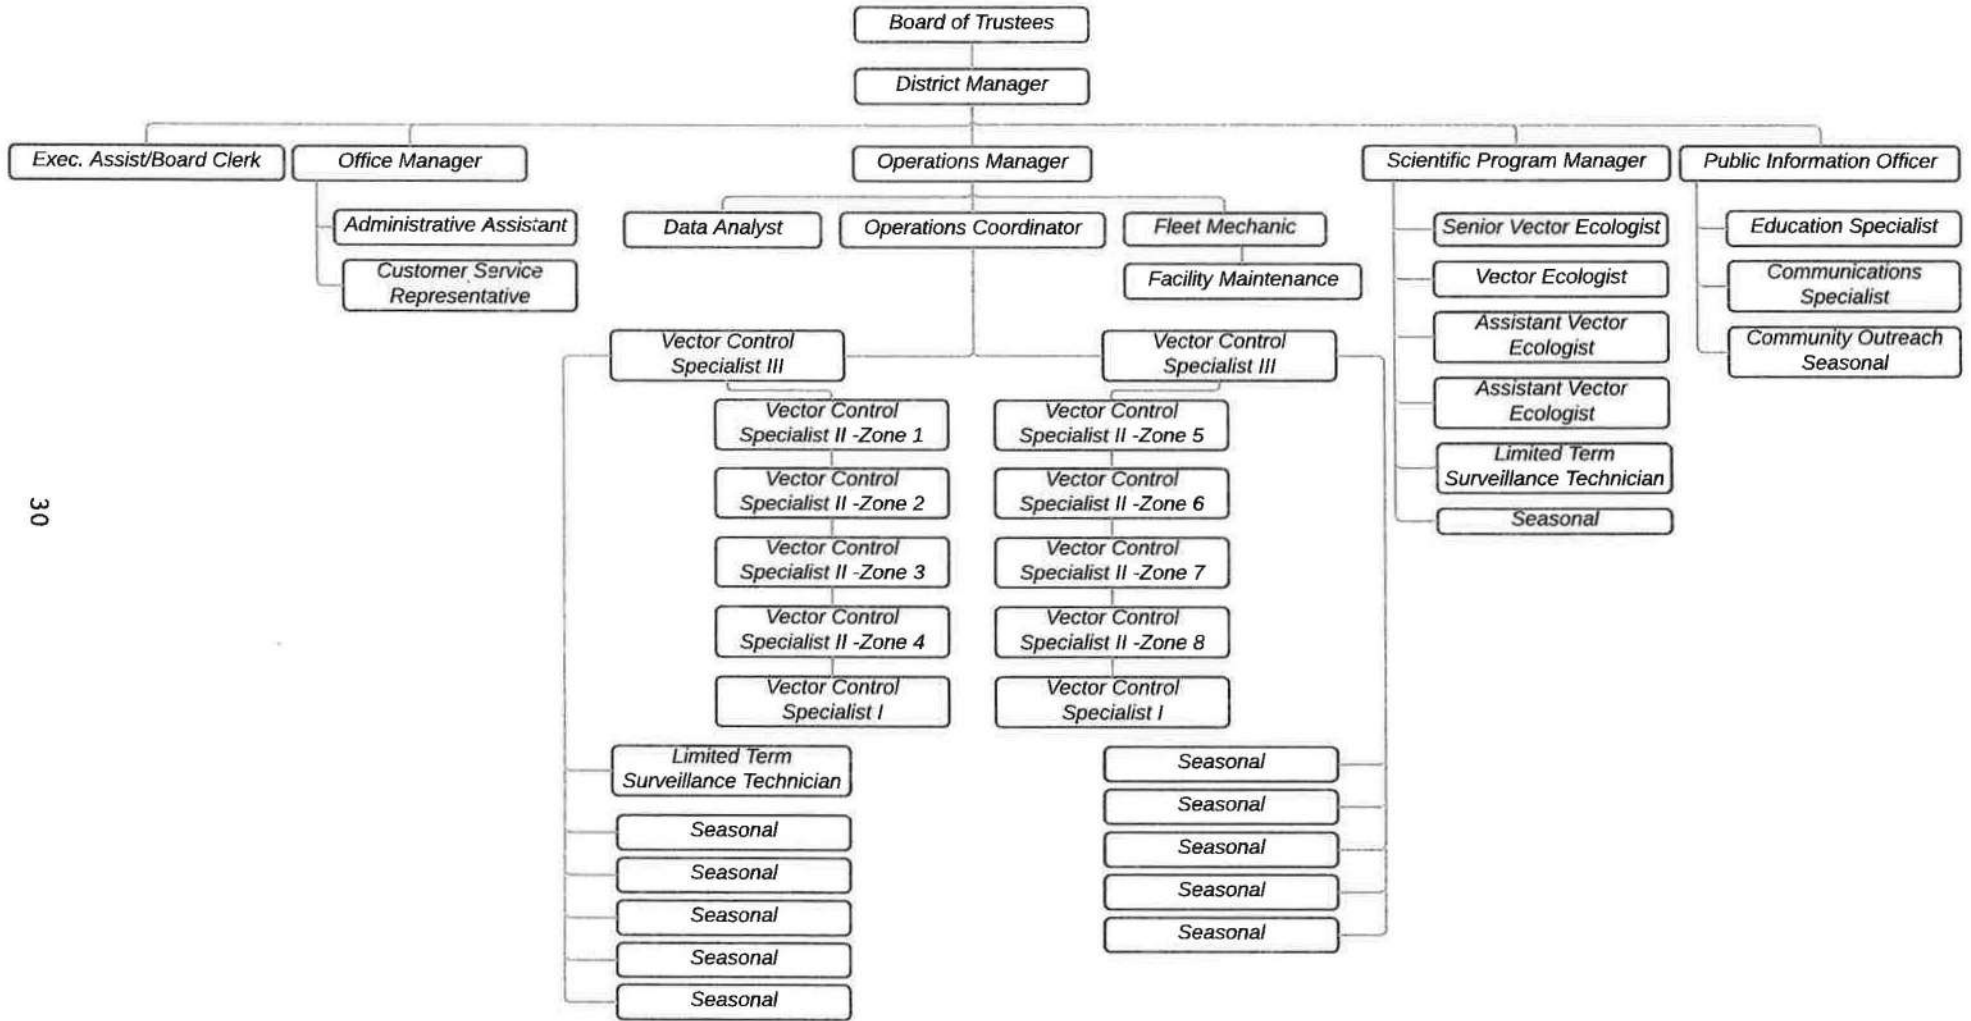 Board of Trustees
District Manager
Exec. Assist/Board Clerk
Office Manager
Operations Manager
Scientific Program Manager
Public Information Officer
Administrative Assistant
Customer Service
Representative
Data Analyst
Operations Coordinator
Fleet Mechanic
Facility Maintenance
Senior Vector Ecologist
Vector Ecologist
Assistant Vector
Ecologist
Assistant Vector
Ecologist
Limited Term
Surveillance Technician
Seasonal
Education Specialist
Communications
Specialist
Community Outreach
Seasonal
Vector Control
Specialist III
Vector Control
Specialist II -Zone 1
Vector Control
Specialist II -Zone 2
Vector Control
Specialist II -Zone 3
Vector Control
Specialist II -Zone 4
Vector Control
Specialist I
Limited Term
Surveillance Technician
Seasonal
Seasonal
Seasonal
Seasonal
Seasonal
Vector Control
Specialist III
Vector Control
Specialist II -Zone 5
Vector Control
Specialist II -Zone 6
Vector Control
Specialist II -Zone 7
Vector Control
Specialist II -Zone 8
Vector Control
Specialist I
Seasonal
Seasonal
Seasonal
Seasonal
Seasonal
30